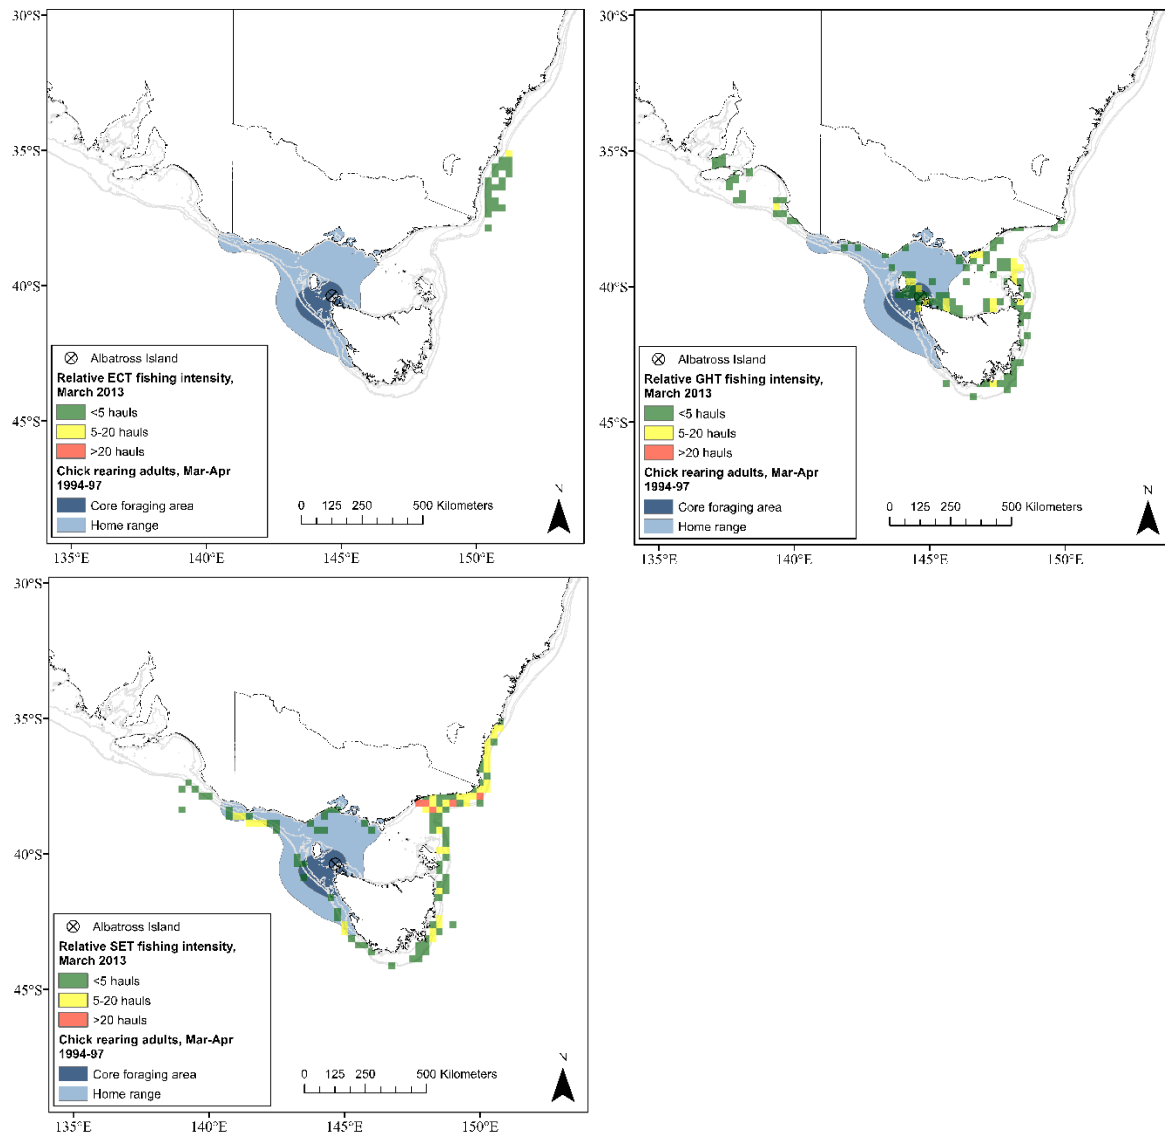 30°S
35°S
40°S
45°S
Albatross Island
Relative ECT fishing intensity,
March 2013
<5 hauls
5-20 hauls
>20 hauls
Chick rearing adults, Mar-Apr
1994-97
Core foraging area
Home range
0 125 250 500 Kilometers
N
135°E 140°E 145°E 150°E
30°S
35°S
40°S
45°S
Albatross Island
Relative GHT fishing intensity,
March 2013
<5 hauls
5-20 hauls
>20 hauls
Chick rearing adults, Mar-Apr
1994-97
Core foraging area
Home range
0 125 250 500 Kilometers
N
135°E 140°E 145°E 150°E
30°S
35°S
40°S
45°S
Albatross Island
Relative SET fishing intensity,
March 2013
<5 hauls
5-20 hauls
>20 hauls
Chick rearing adults, Mar-Apr
1994-97
Core foraging area
Home range
0 125 250 500 Kilometers
N
135°E 140°E 145°E 150°E